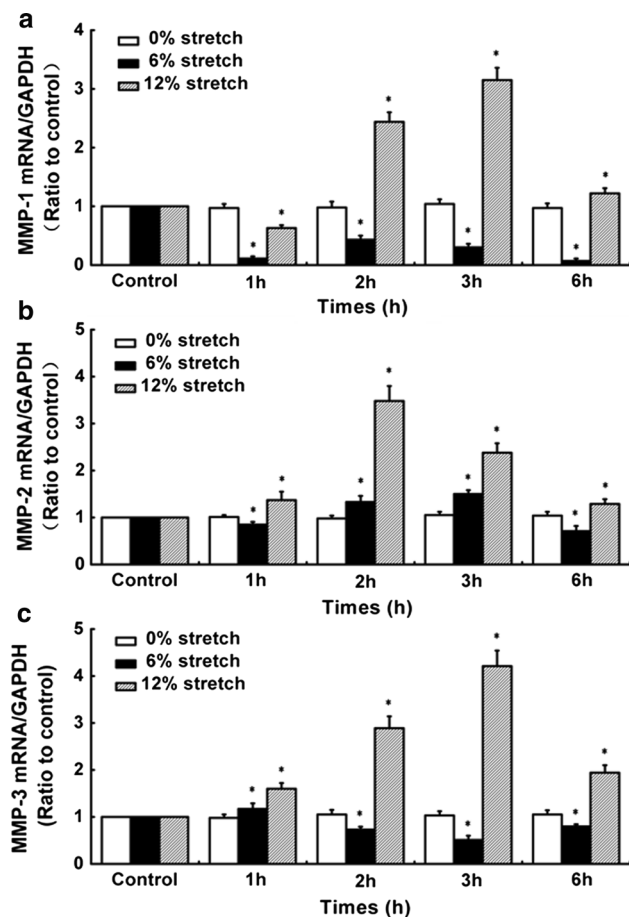 a
MMP-1 mRNA/GAPDH
(Ratio to control)
4
3
2
1
0
0% stretch
6% stretch
12% stretch
* * * * * * * *
Control 1h 2h 3h 6h
Times (h)
b
MMP-2 mRNA/GAPDH
(Ratio to control)
5
4
3
2
1
0
0% stretch
6% stretch
12% stretch
* * * * * * * *
Control 1h 2h 3h 6h
Times (h)
c
MMP-3 mRNA/GAPDH
(Ratio to control)
5
4
3
2
1
0
0% stretch
6% stretch
12% stretch
* * * * * * * *
Control 1h 2h 3h 6h
Times (h)